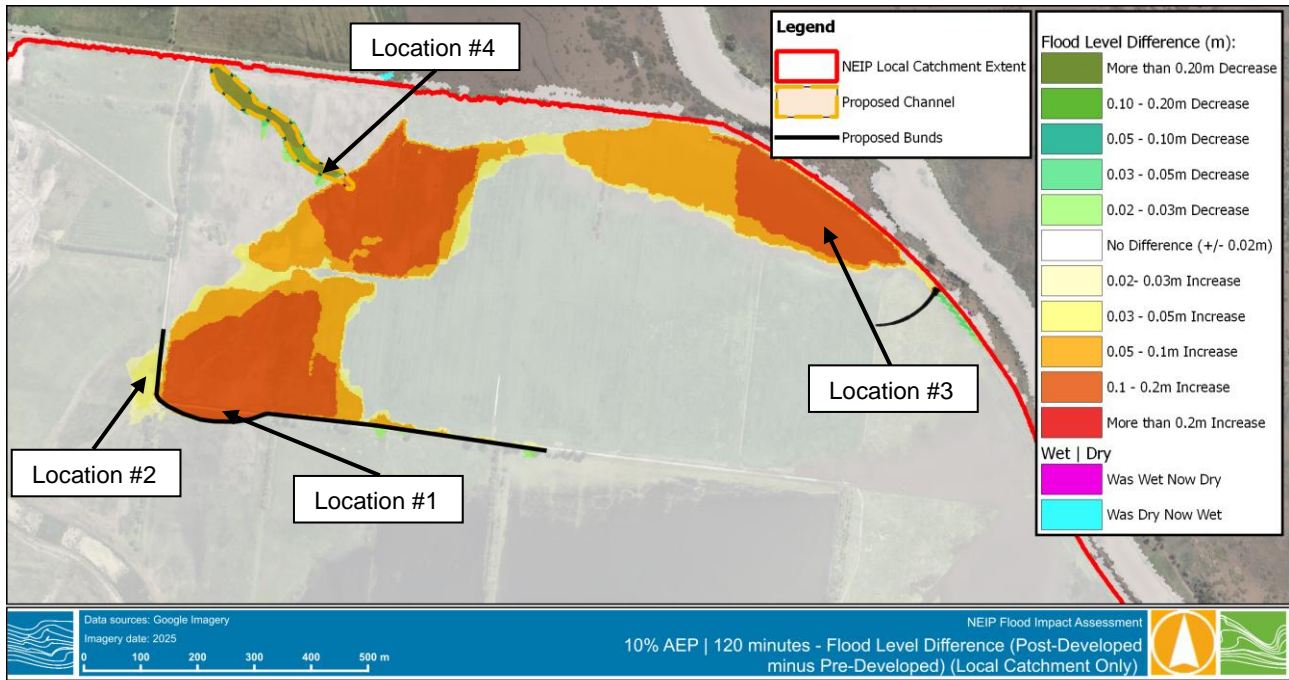 Location #4
Location #3
Location #2
Location #1
Legend
NEIP Local Catchment Extent
Proposed Channel
Proposed Bunds
Flood Level Difference (m):
More than 0.20m Decrease
0.10 - 0.20m Decrease
0.05 - 0.10m Decrease
0.03 - 0.05m Decrease
0.02 - 0.03m Decrease
No Difference (+/- 0.02m)
0.02- 0.03m Increase
0.03 - 0.05m Increase
0.05 - 0.1m Increase
0.1 - 0.2m Increase
More than 0.2m Increase
Wet | Dry
Was Wet Now Dry
Was Dry Now Wet
Data sources: Google Imagery
Imagery date: 2025
0 100 200 300 400 500 m
NEIP Flood Impact Assessment
10% AEP | 120 minutes - Flood Level Difference (Post-Developed
minus Pre-Developed) (Local Catchment Only)